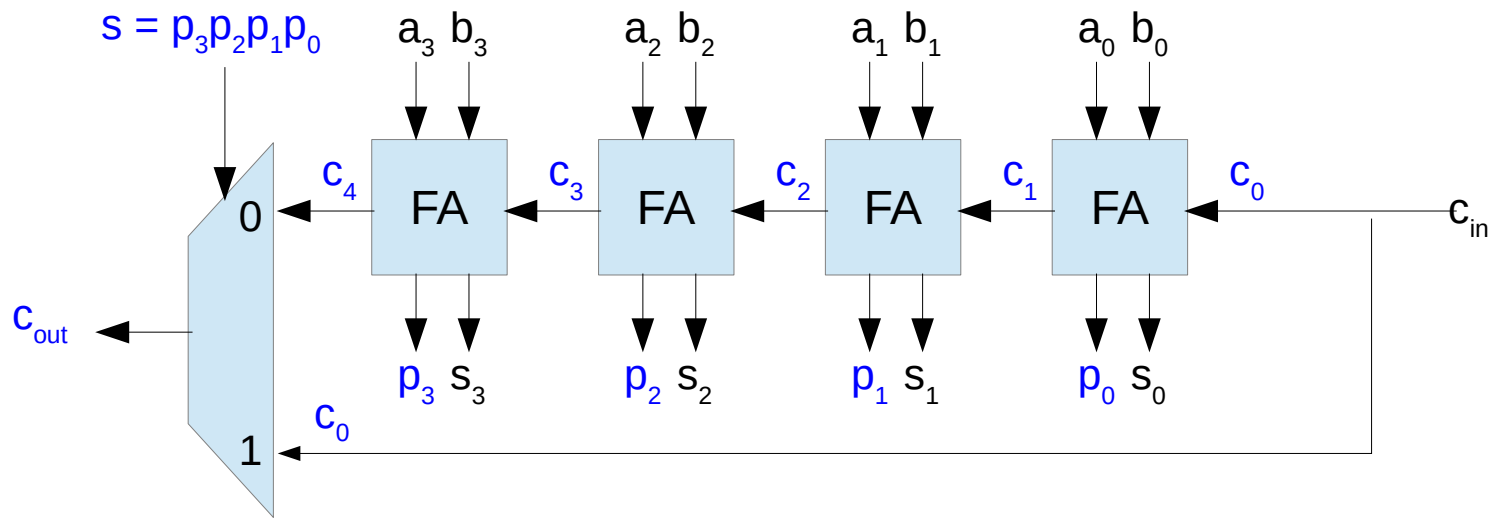 s = p₃p₂p₁p₀
a₃ b₃ a₂ b₂ a₁ b₁ a₀ b₀
c₄ c₃ c₂ c₁ c₀
0 FA FA FA FA cᵢₙ
cₒᵤₜ
p₃ s₃ p₂ s₂ p₁ s₁ p₀ s₀
c₀
1